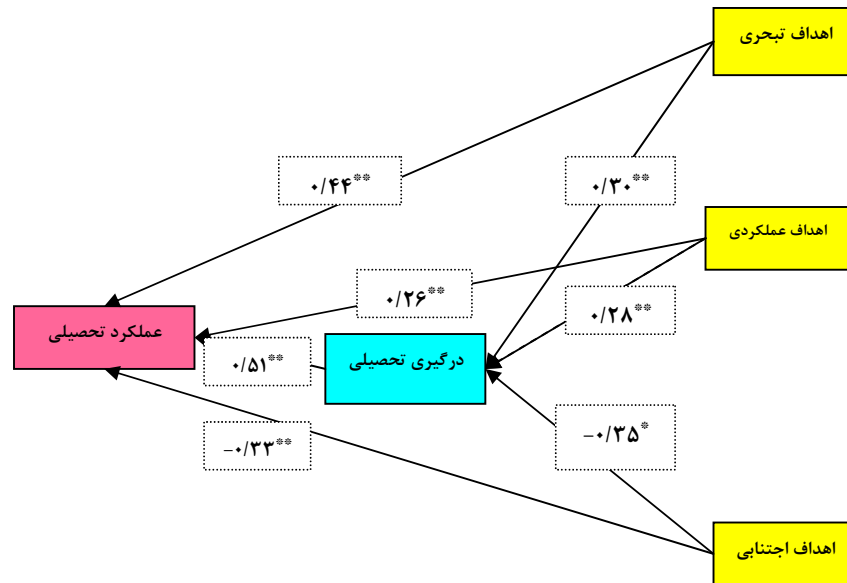 اهداف تبحری
۰/۴۴**
۰/۳۰**
اهداف عملکردی
۰/۲۶**
۰/۲۸**
عملکرد تحصیلی
درگیری تحصیلی
۰/۵۱**
-۰/۳۵*
-۰/۳۳**
اهداف اجتنابی